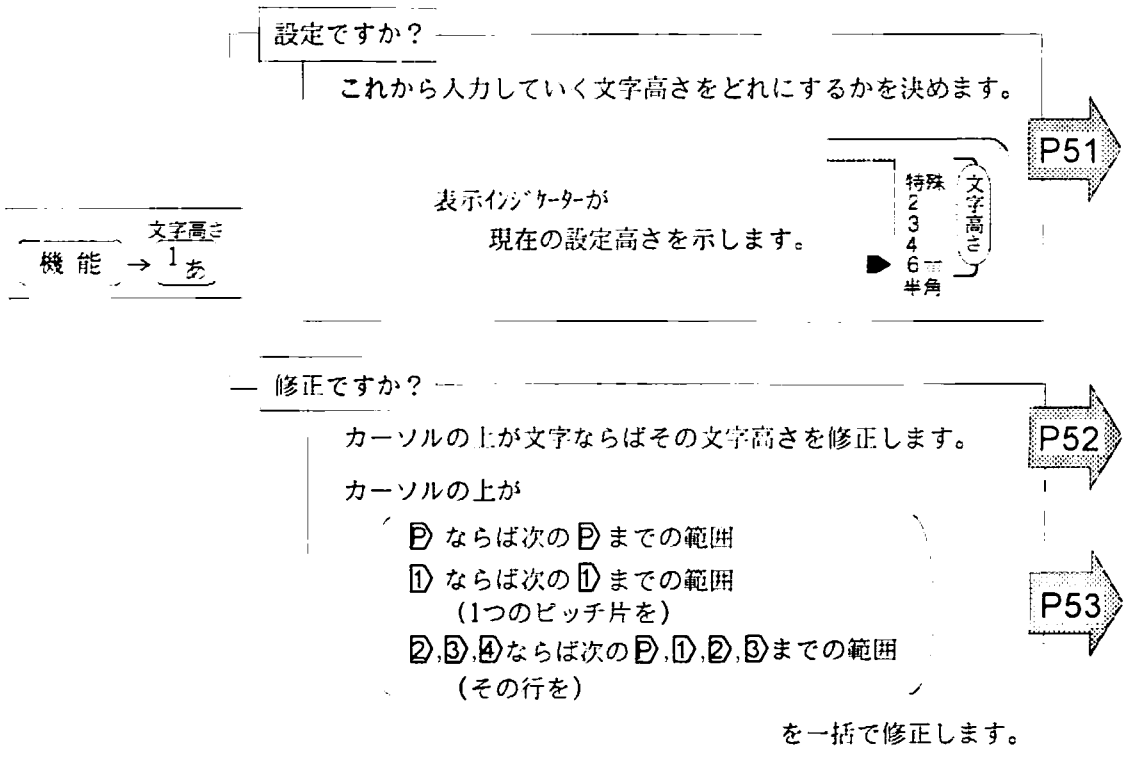 設定ですか？
これから入力していく文字高さをどれにするかを決めます。
P51
表示インジケーターが
現在の設定高さを示します。
特殊
2
3
4
6
半角
文字高さ
文字高さ
機能 → 1あ
修正ですか？
カーソルの上が文字ならばその文字高さを修正します。
P52
カーソルの上が
P ならば次の P までの範囲
1 ならば次の 1 までの範囲
(1つのピッチ片を)
P53
2,3,4ならば次のP,1,2,3までの範囲
(その行を)
を一括で修正します。